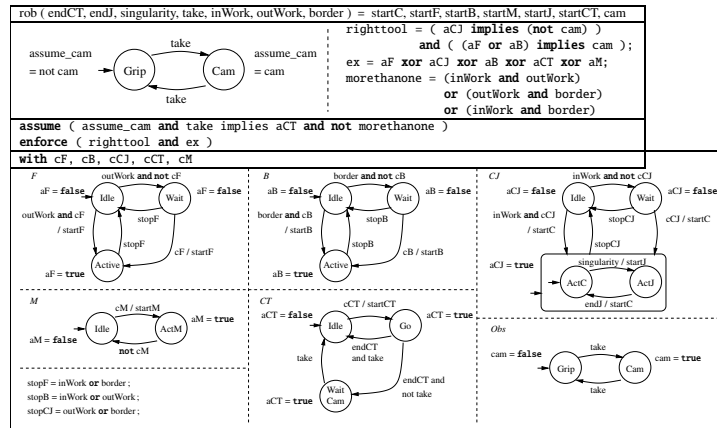 rob ( endCT, endJ, singularity, take, inWork, outWork, border ) = startC, startF, startB, startM, startJ, startCT, cam
assume_cam
= not cam
Grip
take
take
Cam
assume_cam
= cam
righttool = ( aCJ implies (not cam) )
and ( (aF or aB) implies cam );
ex = aF xor aCJ xor aB xor aCT xor aM;
morethanone = (inWork and outWork)
or (outWork and border)
or (inWork and border)
assume ( assume_cam and take implies aCT and not morethanone )
enforce ( righttool and ex )
with cF, cB, cCJ, cCT, cM
F
outWork and not cF
aF = false
Idle
Wait
aF = false
stopF
outWork and cF
/ startF
stopF
cF / startF
Active
aF = true
B
border and not cB
aB = false
Idle
Wait
aB = false
stopB
border and cB
/ startB
stopB
cB / startB
Active
aB = true
CJ
inWork and not cCJ
aCJ = false
Idle
Wait
aCJ = false
stopCJ
inWork and cCJ
/ startC
cCJ / startC
stopCJ
aCJ = true
singularity / startJ
ActC
ActJ
endJ / startC
M
cM / startM
Idle
ActM
aM = true
aM = false
not cM
CT
cCT / startCT
aCT = false
Idle
Go
aCT = true
endCT
and take
take
endCT and
not take
Wait
Cam
aCT = true
Obs
cam = false
take
Grip
Cam
cam = true
take
stopF = inWork or border ;
stopB = inWork or outWork ;
stopCJ = outWork or border ;